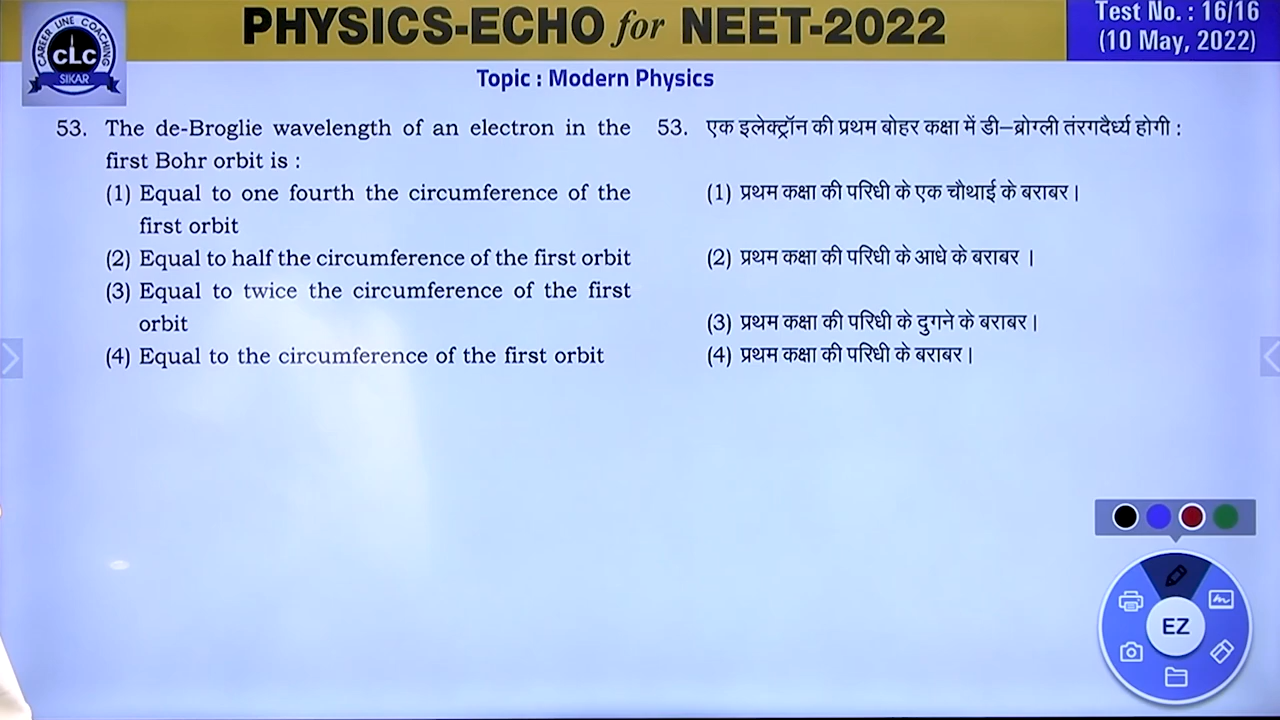 PHYSICS-ECHO for NEET-2022
Test No. : 16/16
(10 May, 2022)
CAREER LINE COACHING
CLC
SIKAR
Topic : Modern Physics
53. The de-Broglie wavelength of an electron in the
first Bohr orbit is :
(1) Equal to one fourth the circumference of the
first orbit
(2) Equal to half the circumference of the first orbit
(3) Equal to twice the circumference of the first
orbit
(4) Equal to the circumference of the first orbit
53. एक इलेक्ट्रॉन की प्रथम बोहर कक्षा में डी–ब्रोग्ली तंरगदैर्ध्य होगी :
(1) प्रथम कक्षा की परिधी के एक चौथाई के बराबर।
(2) प्रथम कक्षा की परिधी के आधे के बराबर ।
(3) प्रथम कक्षा की परिधी के दुगने के बराबर।
(4) प्रथम कक्षा की परिधी के बराबर।
EZ